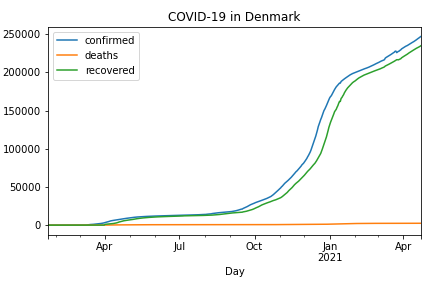 COVID-19 in Denmark
250000
200000
150000
100000
50000
0
confirmed
deaths
recovered
Apr
Jul
Oct
Jan
2021
Apr
Day